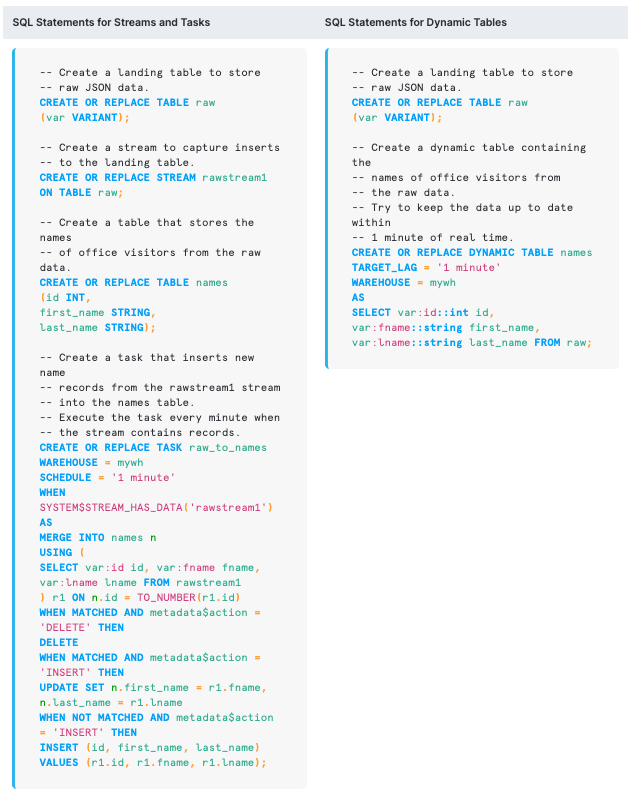 SQL Statements for Streams and Tasks
-- Create a landing table to store
-- raw JSON data.
CREATE OR REPLACE TABLE raw
(var VARIANT);
-- Create a stream to capture inserts
-- to the landing table.
CREATE OR REPLACE STREAM rawstream1
ON TABLE raw;
-- Create a table that stores the
names
-- of office visitors from the raw
data.
CREATE OR REPLACE TABLE names
(id INT,
first_name STRING,
last_name STRING);
-- Create a task that inserts new
name
-- records from the rawstream1 stream
-- into the names table.
-- Execute the task every minute when
-- the stream contains records.
CREATE OR REPLACE TASK raw_to_names
WAREHOUSE = mywh
SCHEDULE = '1 minute'
WHEN
SYSTEM$STREAM_HAS_DATA('rawstream1')
AS
MERGE INTO names n
USING (
SELECT var:id id, var:fname fname,
var:lname lname FROM rawstream1
) r1 ON n.id = TO_NUMBER(r1.id)
WHEN MATCHED AND metadata$action =
'DELETE' THEN
DELETE
WHEN MATCHED AND metadata$action =
'INSERT' THEN
UPDATE SET n.first_name = r1.fname,
n.last_name = r1.lname
WHEN NOT MATCHED AND metadata$action
= 'INSERT' THEN
INSERT (id, first_name, last_name)
VALUES (r1.id, r1.fname, r1.lname);
SQL Statements for Dynamic Tables
-- Create a landing table to store
-- raw JSON data.
CREATE OR REPLACE TABLE raw
(var VARIANT);
-- Create a dynamic table containing
the
-- names of office visitors from
-- the raw data.
-- Try to keep the data up to date
within
-- 1 minute of real time.
CREATE OR REPLACE DYNAMIC TABLE names
TARGET_LAG = '1 minute'
WAREHOUSE = mywh
AS
SELECT var:id::int id,
var:fname::string first_name,
var:lname::string last_name FROM raw;